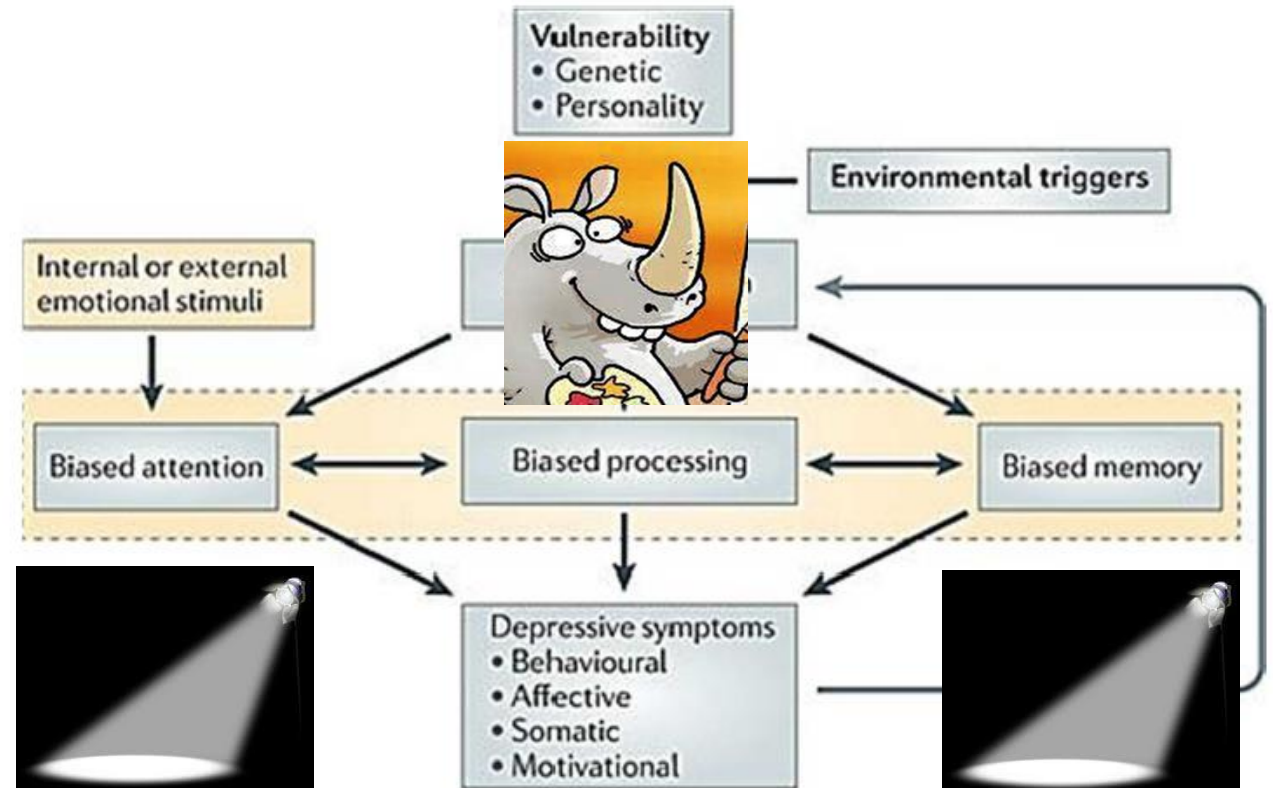 Vulnerability
• Genetic
• Personality
Environmental triggers
Internal or external
emotional stimuli
Biased attention
Biased processing
Biased memory
Depressive symptoms
• Behavioural
• Affective
• Somatic
• Motivational